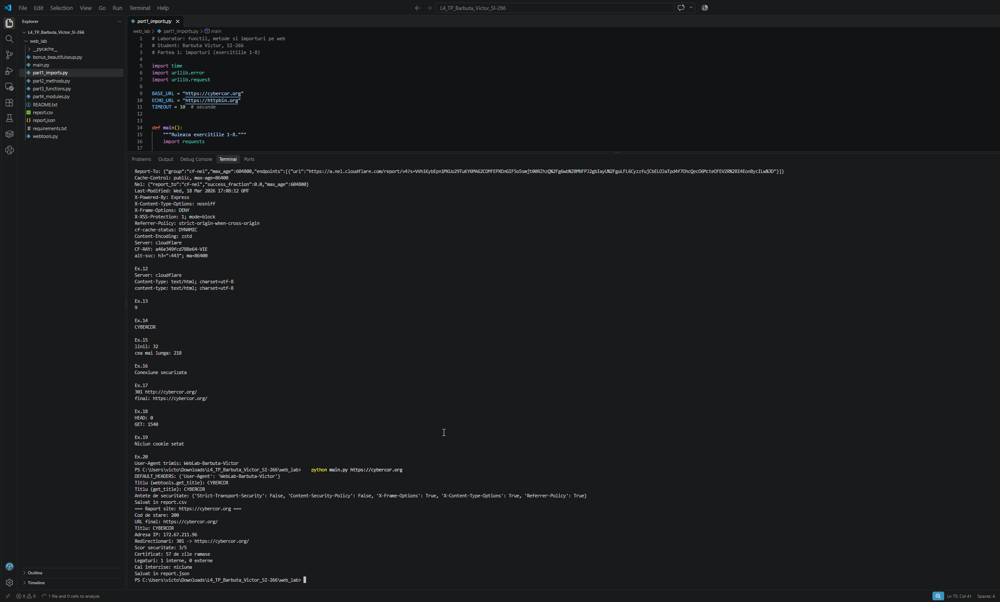 File Edit Selection View Go Run Terminal Help
L4_TP_Barbuta_Victor_SI-266
Explorer
L4_TP_Barbuta_Victor_SI-266
web_lab
__pycache__
bonus_beautifulsoup.py
main.py
part1_imports.py
part2_methods.py
part3_functions.py
part4_modules.py
README.txt
report.csv
report.json
requirements.txt
webtools.py
Outline
Timeline
part1_imports.py
web_lab > part1_imports.py > main
1 # Laborator: functii, metode si importuri pe web
2 # Student: Barbuta Victor, SI-266
3 # Partea 1: importuri (exercitiile 1-8)
4
5 import time
6 import urllib.error
7 import urllib.request
8
9 BASE_URL = "https://cybercor.org"
10 ECHO_URL = "https://httpbin.org"
11 TIMEOUT = 10 # secunde
12
13
14 def main():
15 """Ruleaza exercitiile 1-8."""
16 import requests
17
Problems Output Debug Console Terminal Ports
Report-To: {"group":"cf-nel","max_age":604800,"endpoints":[{"url":"https://a.nel.cloudflare.com/report/v4?
Cache-Control: public, max-age=86400
Nel: {"report_to":"cf-nel","success_fraction":0.0,"max_age":604800}
Last-Modified: Wed, 18 Mar 2026 17:08:12 GMT
X-Powered-By: Express
X-Content-Type-Options: nosniff
X-Frame-Options: DENY
X-XSS-Protection: 1; mode=block
Referrer-Policy: strict-origin-when-cross-origin
cf-cache-status: DYNAMIC
Content-Encoding: zstd
Server: cloudflare
CF-RAY: a46e349fcd788e64-VIE
alt-svc: h3=":443"; ma=86400
Ex.12
Server: cloudflare
Content-Type: text/html; charset=utf-8
content-type: text/html; charset=utf-8
Ex.13
9
Ex.14
CYBERCOR
Ex.15
linii: 32
cea mai lunga: 218
Ex.16
Conexiune securizata
Ex.17
301 http://cybercor.org/
final: https://cybercor.org/
Ex.18
HEAD: 0
GET: 1540
Ex.19
Niciun cookie setat
Ex.20
User-Agent trimis: WebLab-Barbuta-Victor
PS C:\Users\victo\Downloads\L4_TP_Barbuta_Victor_SI-266\web_lab> python main.py https://cybercor.org
DEFAULT_HEADERS: {'User-Agent': 'WebLab-Barbuta-Victor'}
Titlu (webtools.get_title): CYBERCOR
Titlu (get_title): CYBERCOR
Antete de securitate: {'Strict-Transport-Security': False, 'Content-Security-Policy': False, 'X-Frame-Options': True, 'X-Content-Type-Options': True, 'Referrer-Policy': True}
Salvat in report.csv
=== Raport site: https://cybercor.org ===
Cod de stare: 200
URL final: https://cybercor.org/
Titlu: CYBERCOR
Adresa IP: 172.67.211.96
Redirectionari: 301 -> https://cybercor.org/
Scor securitate: 3/5
Certificat: 57 de zile ramase
Legaturi: 1 interne, 0 externe
Cai interzise: niciuna
Salvat in report.json
PS C:\Users\victo\Downloads\L4_TP_Barbuta_Victor_SI-266\web_lab>
0 0 1 file and 0 cells to analyze
Ln 70, Col 41 Spaces: 4